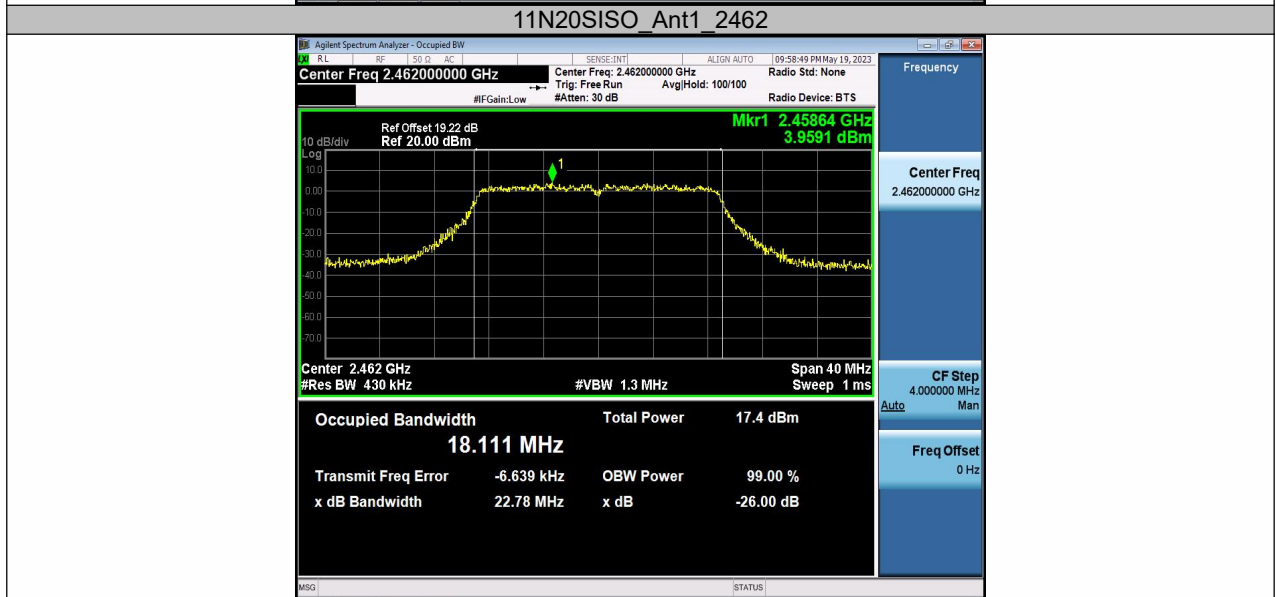 11N20SISO_Ant1_2462
Agilent Spectrum Analyzer - Occupied BW
RL RF 50 Ω AC SENSE:INT ALIGN AUTO 09:58:49 PM May 19, 2023
Center Freq 2.462000000 GHz
Center Freq: 2.462000000 GHz
Radio Std: None
Trig: Free Run Avg|Hold: 100/100
#IFGain:Low #Atten: 30 dB
Radio Device: BTS
Frequency
Ref Offset 19.22 dB
10 dB/div Ref 20.00 dBm
Mkr1 2.45864 GHz
3.9591 dBm
Log
10.0
0.00
-10.0
-20.0
-30.0
-40.0
-50.0
-60.0
-70.0
1
Center 2.462 GHz Span 40 MHz
#Res BW 430 kHz #VBW 1.3 MHz Sweep 1 ms
Center Freq
2.462000000 GHz
CF Step
4.000000 MHz
Auto Man
Freq Offset
0 Hz
Occupied Bandwidth Total Power 17.4 dBm
18.111 MHz
Transmit Freq Error -6.639 kHz OBW Power 99.00 %
x dB Bandwidth 22.78 MHz x dB -26.00 dB
MSG STATUS